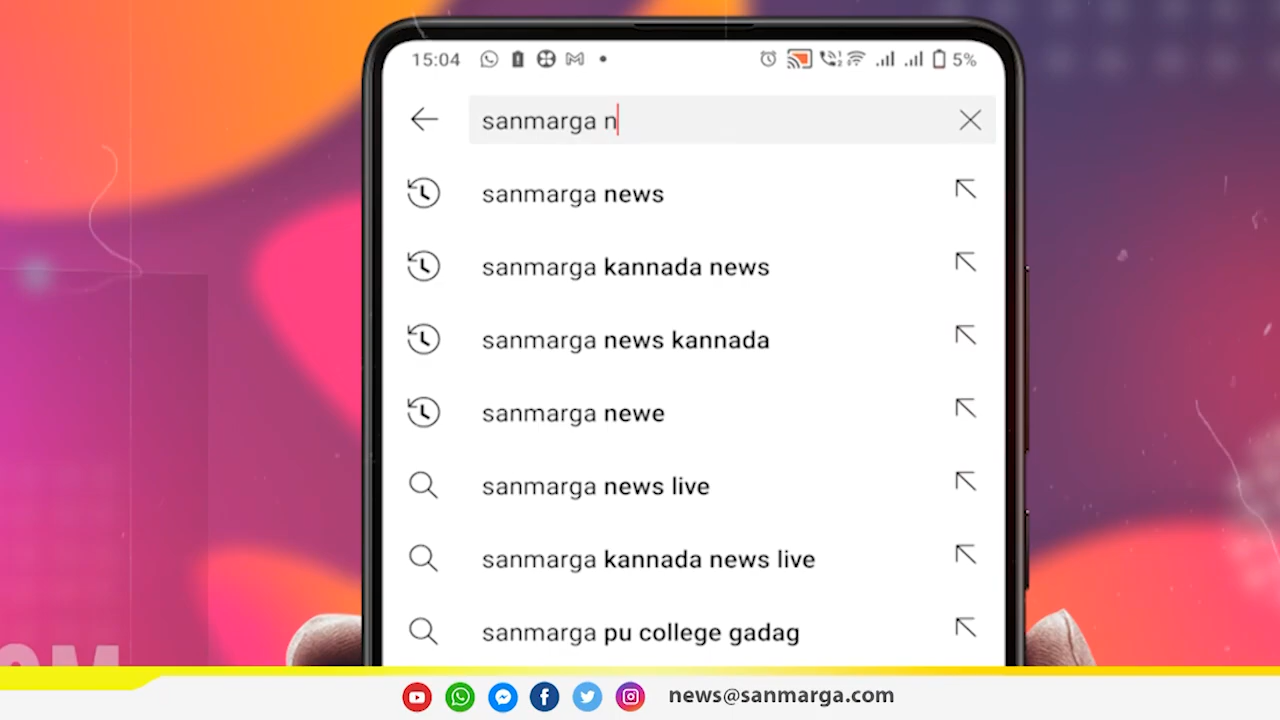 15:04
5%
sanmarga n
sanmarga news
sanmarga kannada news
sanmarga news kannada
sanmarga newe
sanmarga news live
sanmarga kannada news live
sanmarga pu college gadag
news@sanmarga.com